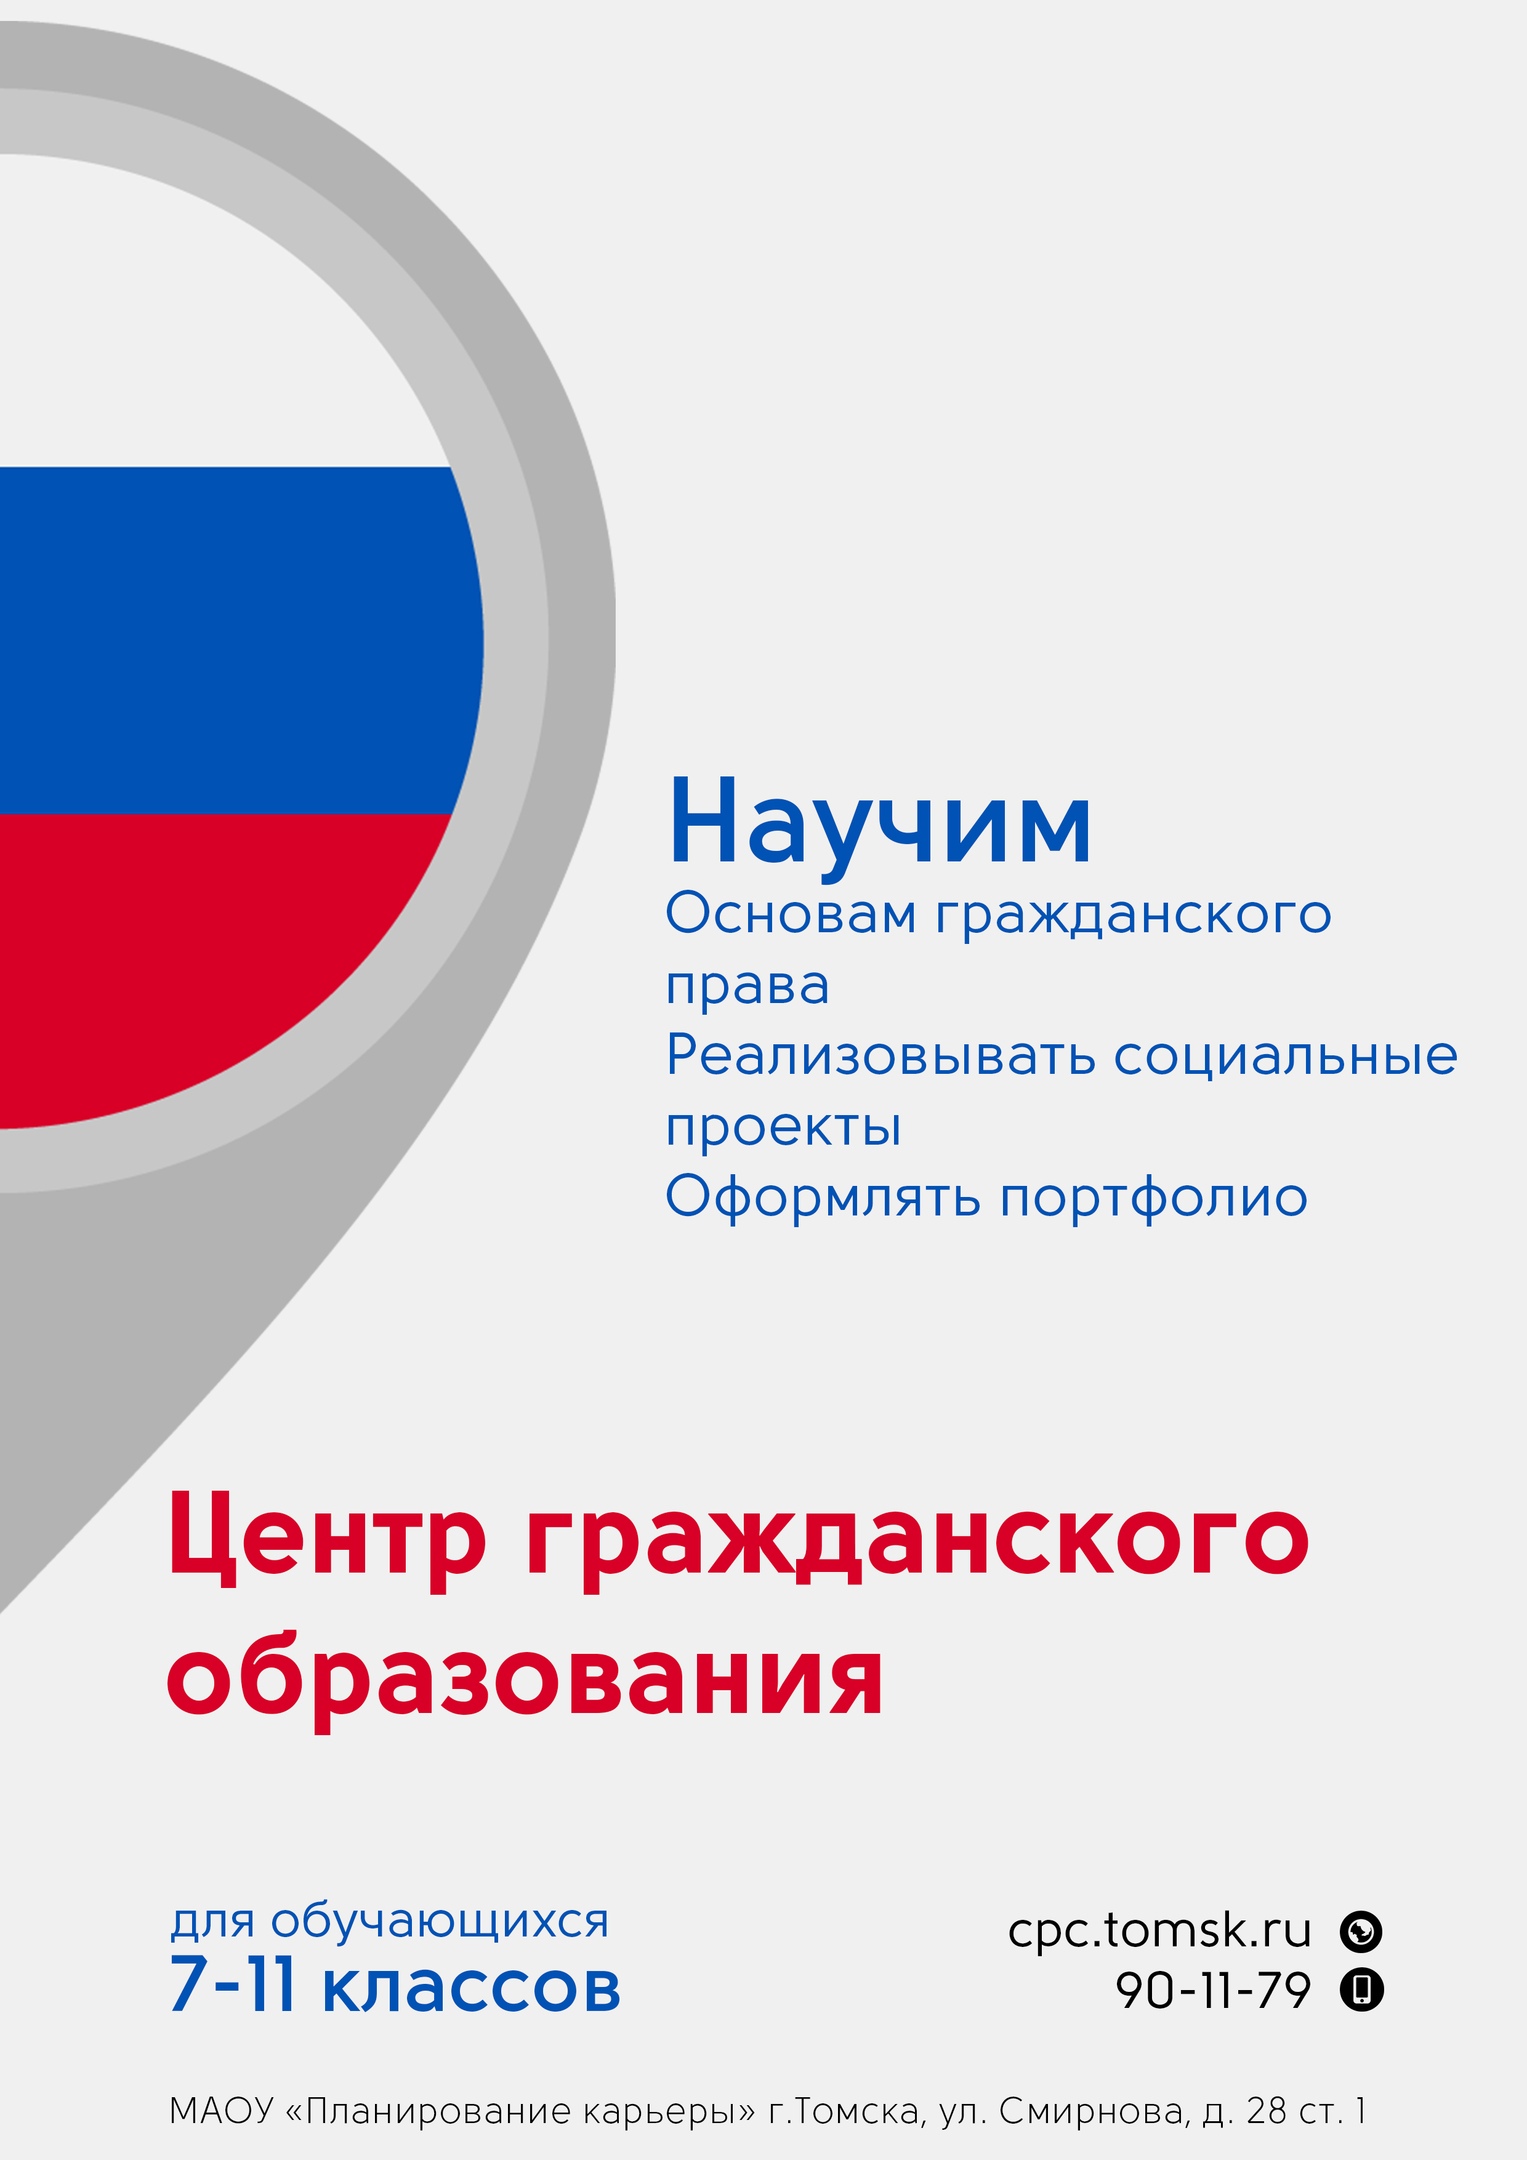 Научим
Основам гражданского
права
Реализовывать социальные
проекты
Оформлять портфолио
Центр гражданского
образования
для обучающихся
7-11 классов
cpc.tomsk.ru
90-11-79
МАОУ «Планирование карьеры» г.Томска, ул. Смирнова, д. 28 ст. 1